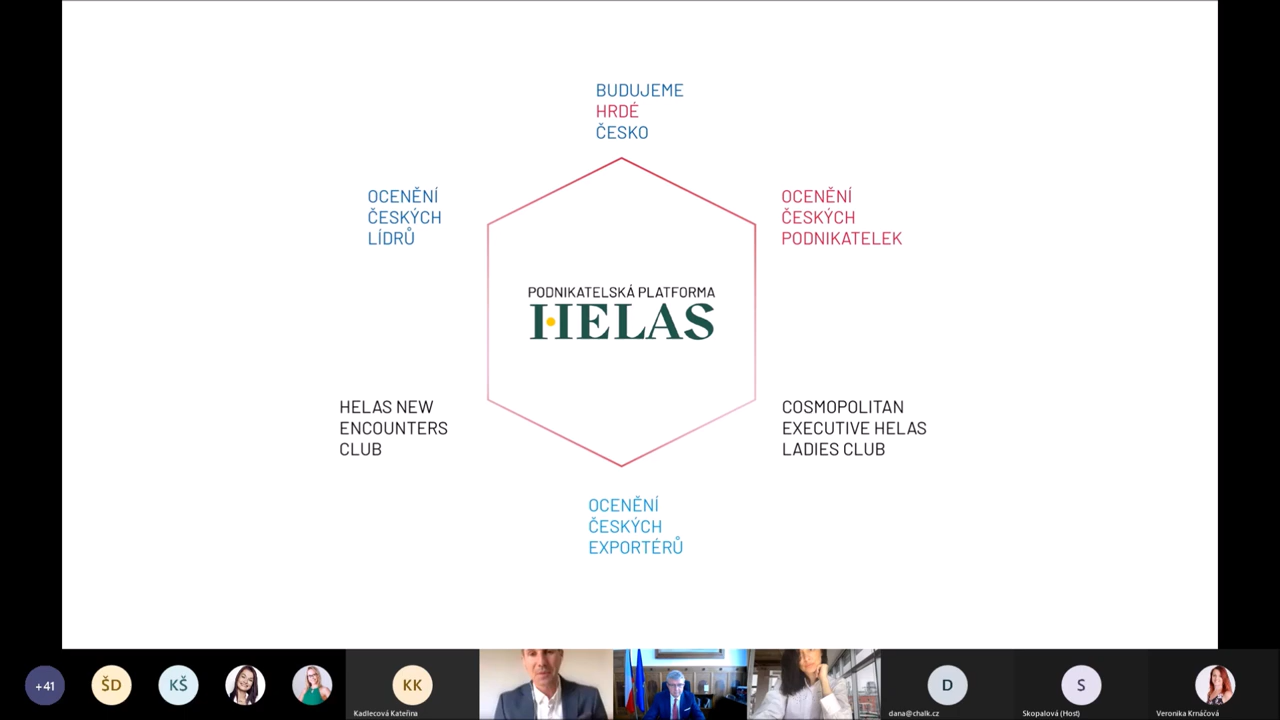 BUDUJEME
HRDÉ
ČESKO
OCENĚNÍ
ČESKÝCH
LÍDRŮ
OCENĚNÍ
ČESKÝCH
PODNIKATELEK
PODNIKATELSKÁ PLATFORMA
HELAS
HELAS NEW
ENCOUNTERS
CLUB
COSMOPOLITAN
EXECUTIVE HELAS
LADIES CLUB
OCENĚNÍ
ČESKÝCH
EXPORTÉRŮ
+41
ŠD
KŠ
KK
Kadlecová Kateřina
D
dana@chalk.cz
S
Skopalová (Host)
Veronika Krnáčová